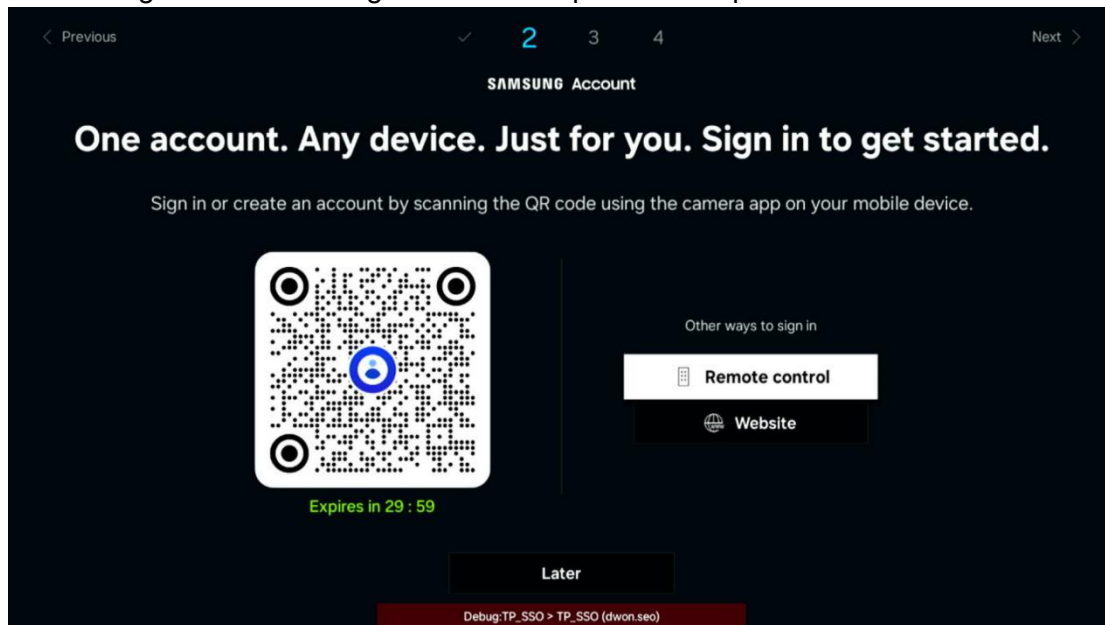 Previous
2 3 4
Next
SAMSUNG Account
One account. Any device. Just for you. Sign in to get started.
Sign in or create an account by scanning the QR code using the camera app on your mobile device.
Expires in 29 : 59
Other ways to sign in
Remote control
www Website
Later
Debug:TP_SSO > TP_SSO (dwon.seo)